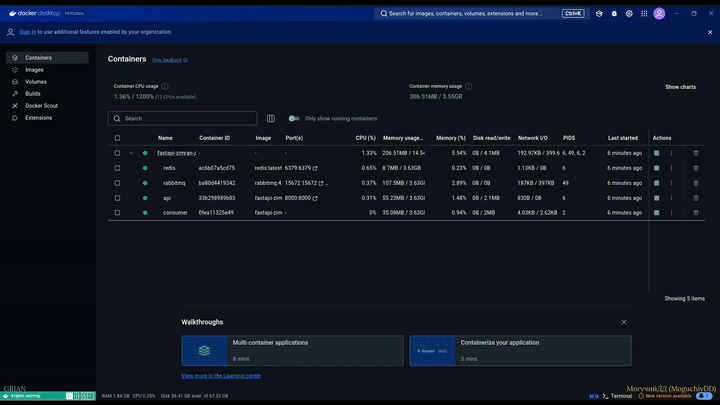 docker desktop PERSONAL
Search for images, containers, volumes, extensions and more... Ctrl+K
Sign in to use additional features enabled by your organization.
Containers
Images
Volumes
Builds
Docker Scout
Extensions
Containers Give feedback
Container CPU usage
1.36% / 1200% (12 CPUs available)
Container memory usage
206.51MB / 3.55GB
Show charts
Search
Only show running containers
Name Container ID Image Port(s) CPU (%) Memory usage... Memory (%) Disk read/write Network I/O PIDS Last started Actions
fastapi-zimran-a - - - 1.33% 206.51MB / 14.54 5.54% 0B / 4.1MB 192.97KB / 399.6 6, 49, 6, 2 6 minutes ago
redis ac6b07a5cd75 redis:latest 6379:6379 0.65% 8.7MB / 3.63GI 0.23% 0B / 0B 1.13KB / 0B 6 6 minutes ago
rabbitmq ba80d4419342 rabbitmq:4 15672:15672 ... 0.37% 107.5MB / 3.63G 2.89% 0B / 0B 187KB / 397KB 49 6 minutes ago
api 33b298989b83 fastapi-zim 8000:8000 0.31% 55.23MB / 3.63G 1.48% 0B / 2.1MB 830B / 0B 6 6 minutes ago
consumer 0fea11325e49 fastapi-zim - 0% 35.08MB / 3.63G 0.94% 0B / 2MB 4.03KB / 2.62KB 2 6 minutes ago
Showing 5 items
Walkthroughs
Multi-container applications
8 mins
Containerize your application
3 mins
$ docker init
View more in the Learning center
GRIAN
МогучийДД (MoguchiyDD)
Engine running
RAM 1.84 GB CPU 0.25% Disk 38.41 GB avail. of 67.32 GB
BETA Terminal New version available